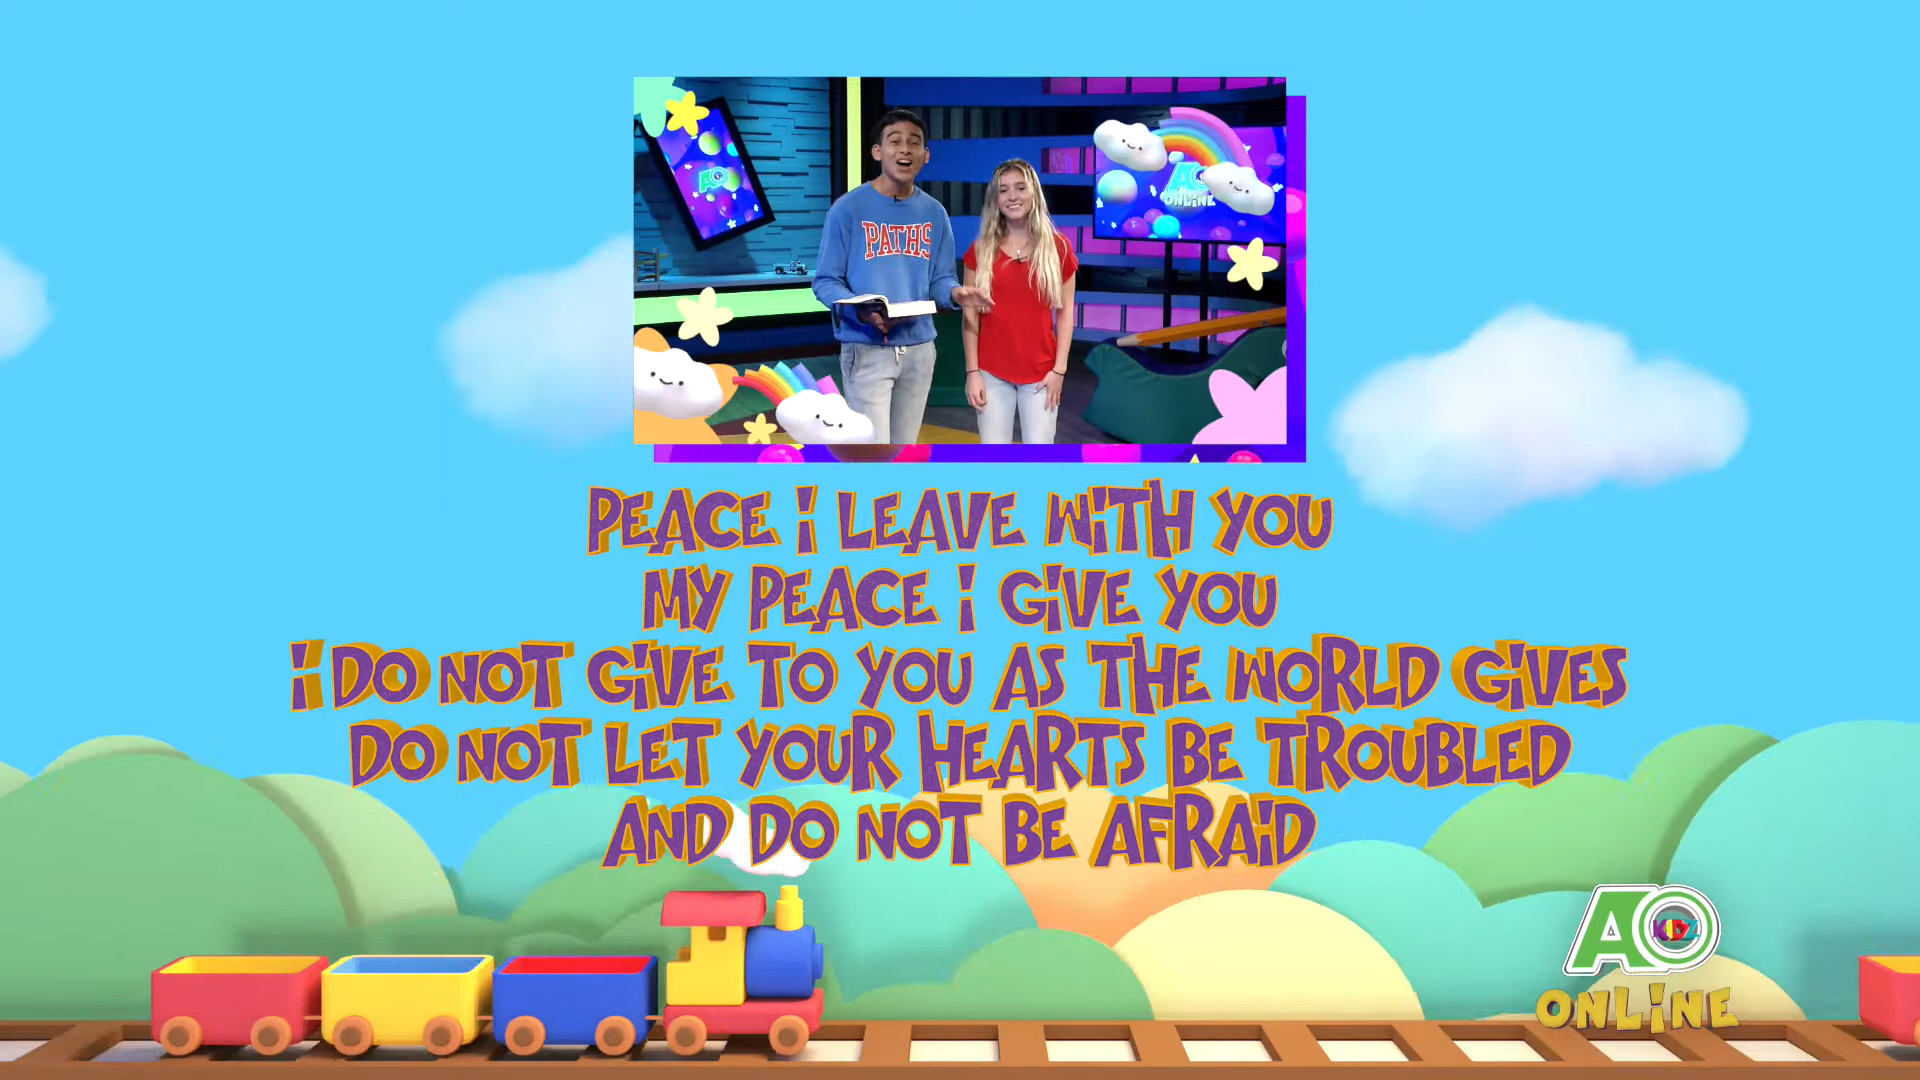 AO
AO
ONLINE
PATHS
PEACE I LEAVE WITH YOU
MY PEACE I GIVE YOU
I DO NOT GIVE TO YOU AS THE WORLD GIVES
DO NOT LET YOUR HEARTS BE TROUBLED
AND DO NOT BE AFRAID
AO
KIDZ
ONLINE